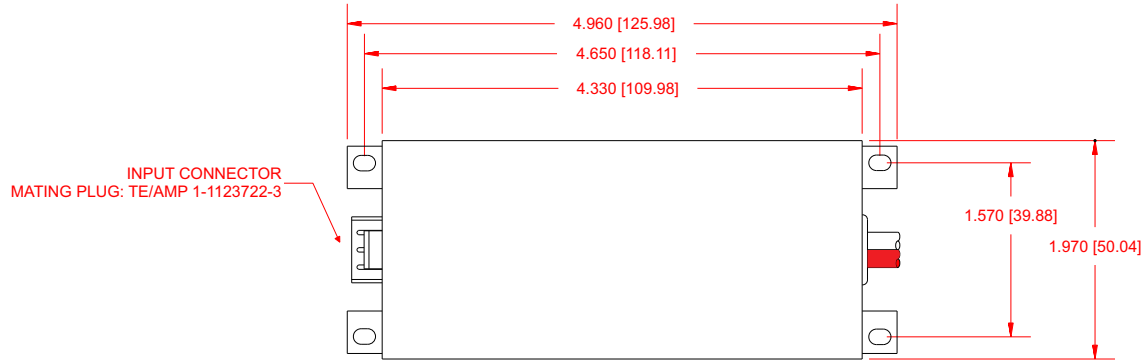 4.960 [125.98]
4.650 [118.11]
4.330 [109.98]
INPUT CONNECTOR
MATING PLUG: TE/AMP 1-1123722-3
1.570 [39.88]
1.970 [50.04]